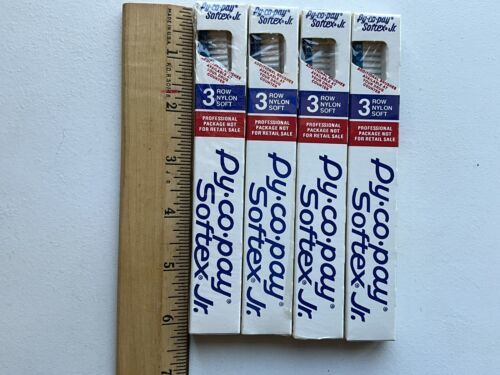 Py·co·pay®
Softex® Jr.
3 ROW
NYLON
SOFT
PROFESSIONAL
PACKAGE NOT
FOR RETAIL SALE
Py·co·pay®
Softex® Jr.
Py·co·pay®
Softex® Jr.
3 ROW
NYLON
SOFT
PROFESSIONAL
PACKAGE NOT
FOR RETAIL SALE
Py·co·pay®
Softex® Jr.
Py·co·pay®
Softex® Jr.
3 ROW
NYLON
SOFT
PROFESSIONAL
PACKAGE NOT
FOR RETAIL SALE
Py·co·pay®
Softex® Jr.
Py·co·pay®
Softex® Jr.
3 ROW
NYLON
SOFT
PROFESSIONAL
PACKAGE NOT
FOR RETAIL SALE
Py·co·pay®
Softex® Jr.
2
3
4
5
6
7